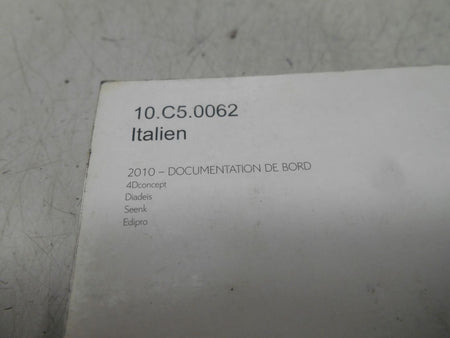 10.C5.0062
Italien
2010 – DOCUMENTATION DE BORD
4Dconcept
Diadeis
Seenk
Edipro